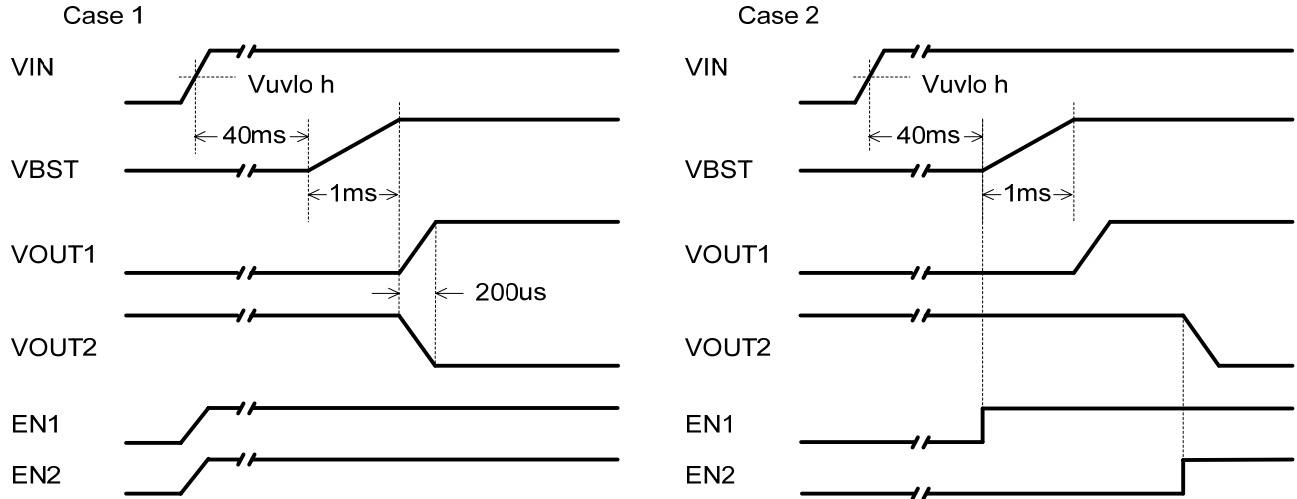 Case 1
VIN
Vuvlo h
40ms
VBST
1ms
VOUT1
200us
VOUT2
EN1
EN2
Case 2
VIN
Vuvlo h
40ms
VBST
1ms
VOUT1
VOUT2
EN1
EN2